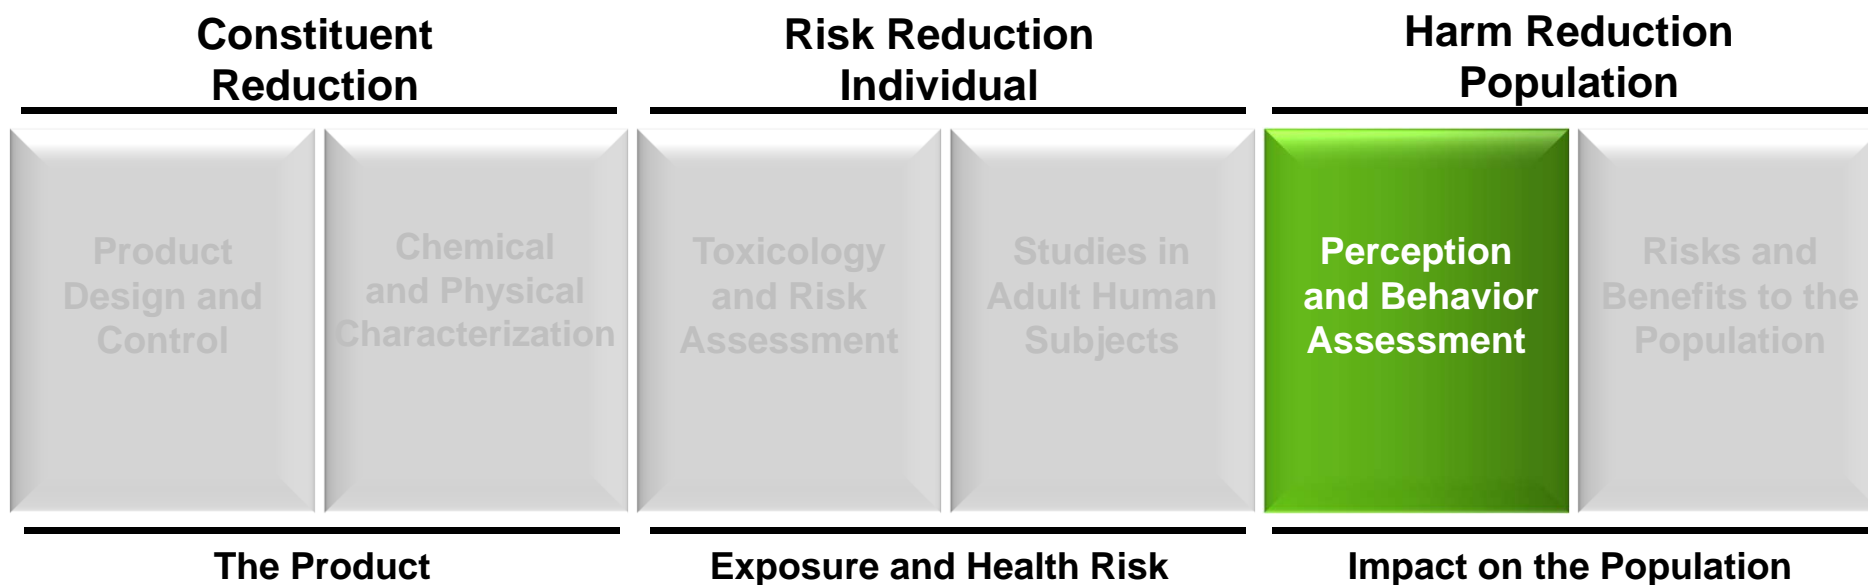 Constituent
Reduction
Risk Reduction
Individual
Harm Reduction
Population
Product
Design and
Control
Chemical
and Physical
Characterization
Toxicology
and Risk
Assessment
Studies in
Adult Human
Subjects
Perception
and Behavior
Assessment
Risks and
Benefits to the
Population
The Product
Exposure and Health Risk
Impact on the Population